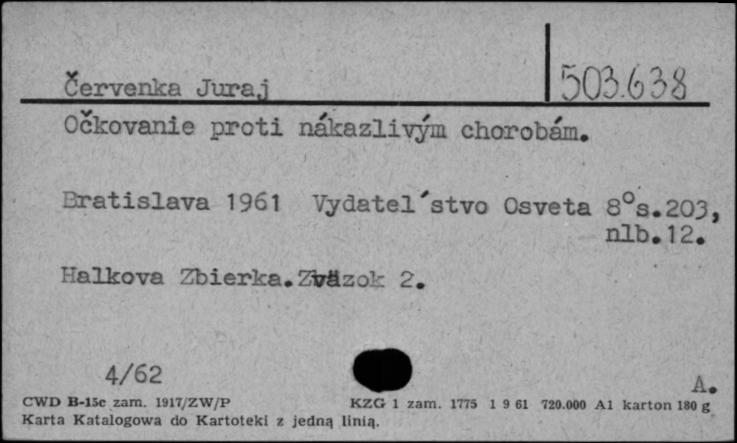 Červenka Juraj
503.638
Očkovanie proti nákazlivým chorobám.
Bratislava 1961 Vydatel´stvo Osveta 8°s.203,
nlb.12.
Halkova Zbierka. Zväzok 2.
4/62
A.
CWD B-15c zam. 1917/ZW/P KZG 1 zam. 1775 1 9 61 720.000 A1 karton 180 g
Karta Katalogowa do Kartoteki z jedną linią.